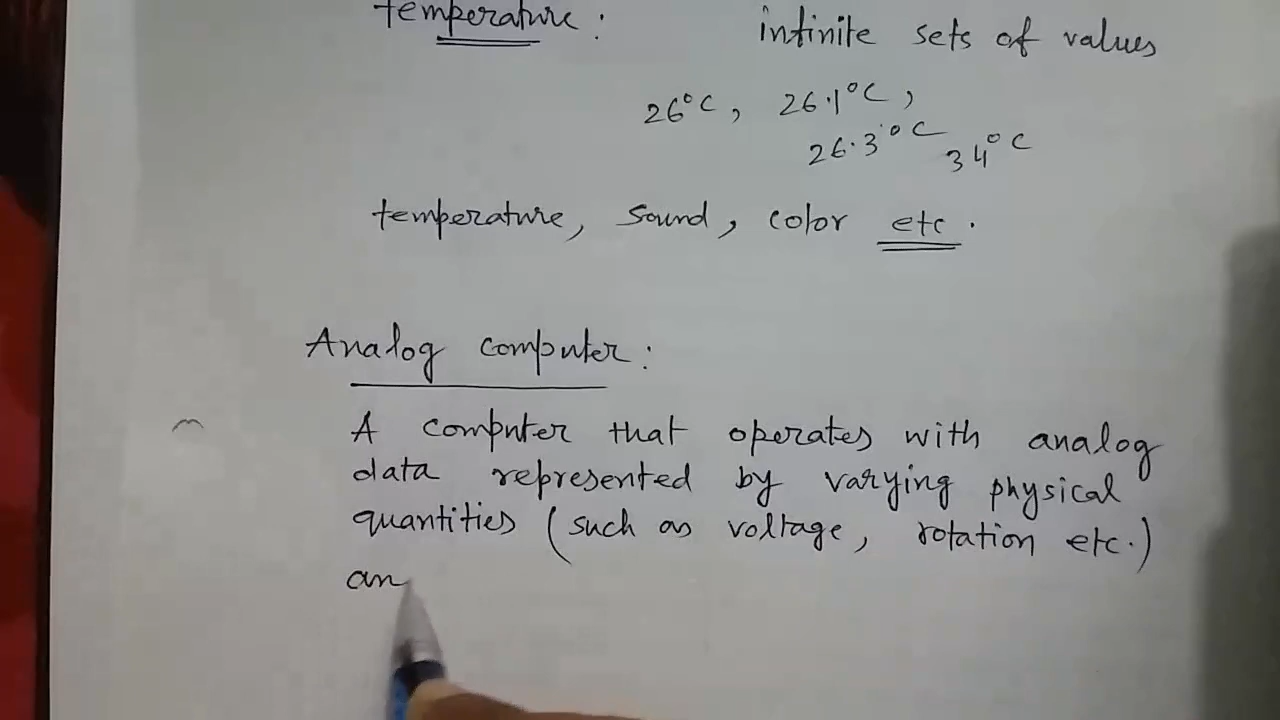 temperature: infinite sets of values
26°C, 26.1°C,
26.3°C 34°C
temperature, sound, color etc.
Analog computer:
A computer that operates with analog
data represented by varying physical
quantities (such as voltage, rotation etc.)
an